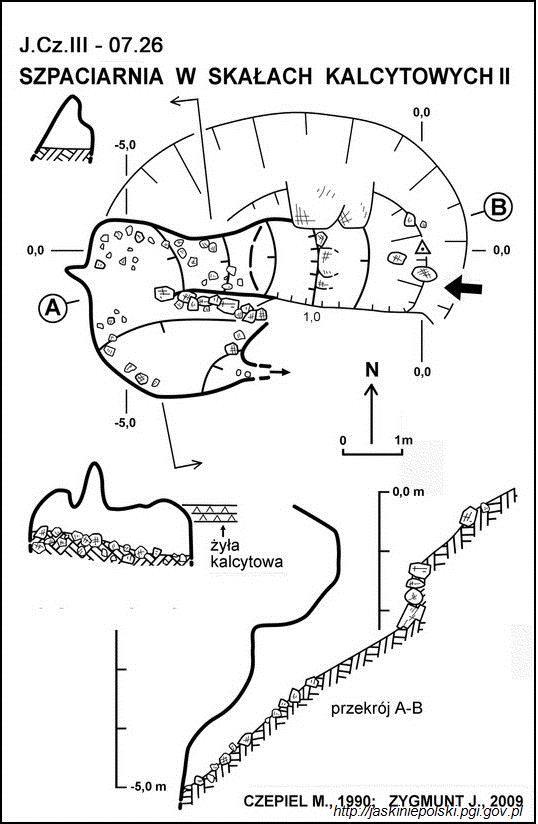 J.Cz.III - 07.26
SZPACIARNIA W SKAŁACH KALCYTOWYCH II
0,0
-5,0
B
0,0
0,0
A
1,0
0,0
N
-5,0
0 1m
0,0 m
żyła
kalcytowa
przekrój A-B
-5,0 m
CZEPIEL M., 1990; ZYGMUNT J., 2009
http://jaskiniepolski.pgi.gov.pl